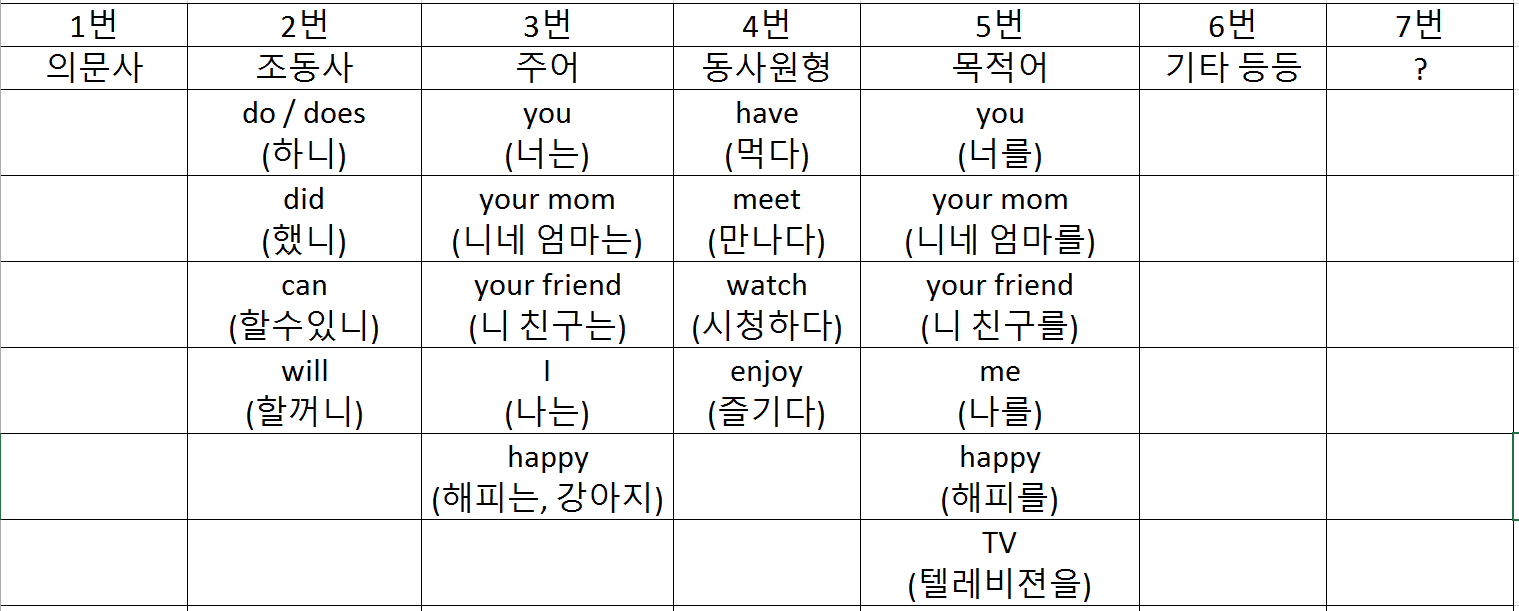 1번 2번 3번 4번 5번 6번 7번
의문사 조동사 주어 동사원형 목적어 기타 등등 ?
do / does you have you
(하니) (너는) (먹다) (너를)
did your mom meet your mom
(했니) (니네 엄마는) (만나다) (니네 엄마를)
can your friend watch your friend
(할수있니) (니 친구는) (시청하다) (니 친구를)
will I enjoy me
(할꺼니) (나는) (즐기다) (나를)
happy happy
(해피는, 강아지) (해피를)
TV
(텔레비젼을)